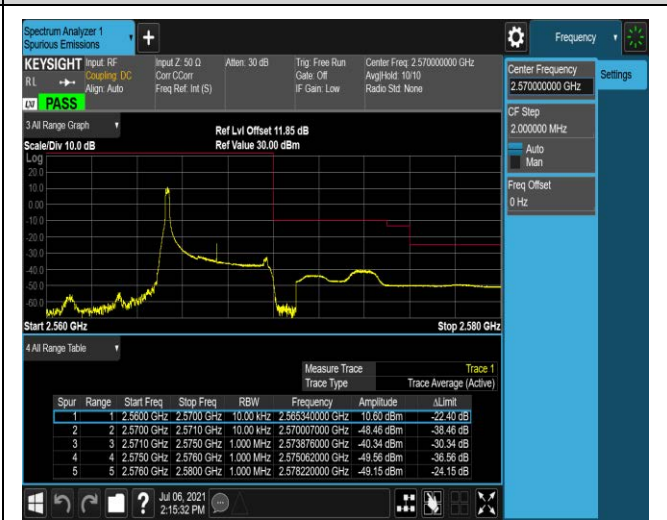 Spectrum Analyzer 1
Spurious Emissions
+
Frequency
KEYSIGHT Input: RF Input Z: 50 Ω Atten: 30 dB Trig: Free Run Center Freq: 2.570000000 GHz
RL Coupling: DC Corr CCorr Gate: Off Avg|Hold: 10/10
Align: Auto Freq Ref: Int (S) IF Gain: Low Radio Std: None
LXI PASS
Center Frequency
2.570000000 GHz
Settings
CF Step
2.000000 MHz
Auto
Man
Freq Offset
0 Hz
3 All Range Graph
Ref Lvl Offset 11.85 dB
Scale/Div 10.0 dB Ref Value 30.00 dBm
Log
20.0
10.0
0.00
-10.0
-20.0
-30.0
-40.0
-50.0
-60.0
Start 2.560 GHz Stop 2.580 GHz
4 All Range Table
Measure Trace Trace 1
Trace Type Trace Average (Active)
Spur Range Start Freq Stop Freq RBW Frequency Amplitude ΔLimit
1 1 2.5600 GHz 2.5700 GHz 10.00 kHz 2.565340000 GHz 10.60 dBm -22.40 dB
2 2 2.5700 GHz 2.5710 GHz 10.00 kHz 2.570007000 GHz -48.46 dBm -38.46 dB
3 3 2.5710 GHz 2.5750 GHz 1.000 MHz 2.573876000 GHz -40.34 dBm -30.34 dB
4 4 2.5750 GHz 2.5760 GHz 1.000 MHz 2.575062000 GHz -49.56 dBm -36.56 dB
5 5 2.5760 GHz 2.5800 GHz 1.000 MHz 2.578220000 GHz -49.15 dBm -24.15 dB
? Jul 06, 2021
2:15:32 PM